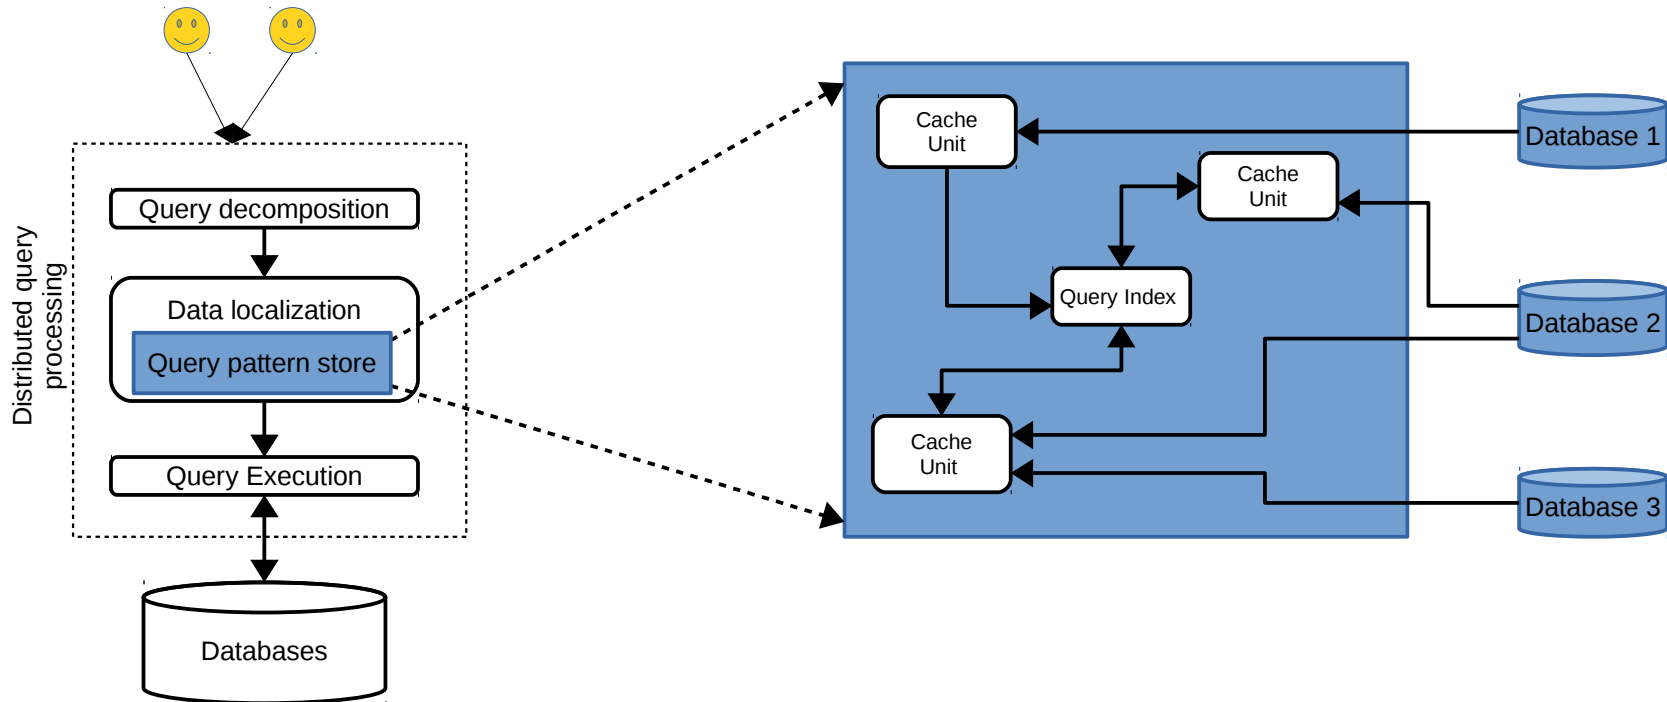 Distributed query
processing
Query decomposition
Data localization
Query pattern store
Query Execution
Databases
Cache
Unit
Cache
Unit
Query Index
Cache
Unit
Database 1
Database 2
Database 3